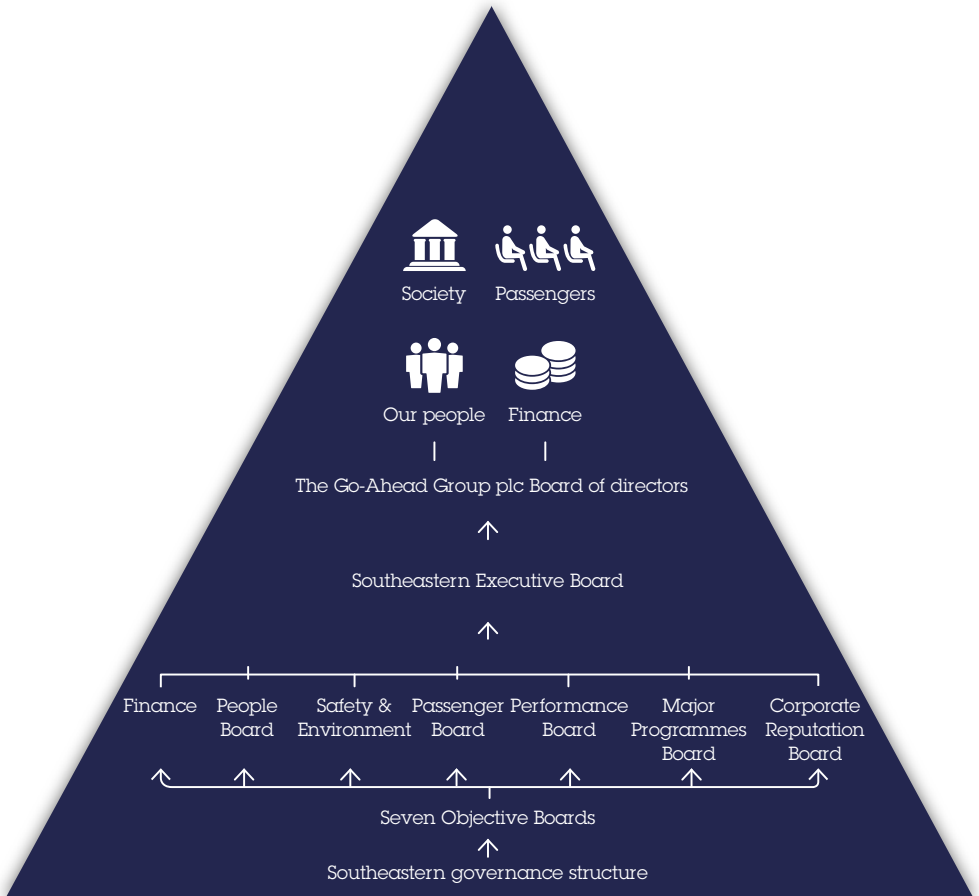 Society Passengers
Our people Finance
The Go-Ahead Group plc Board of directors
Southeastern Executive Board
Finance
People
Board
Safety &
Environment
Passenger
Board
Performance
Board
Major
Programmes
Board
Corporate
Reputation
Board
Seven Objective Boards
Southeastern governance structure